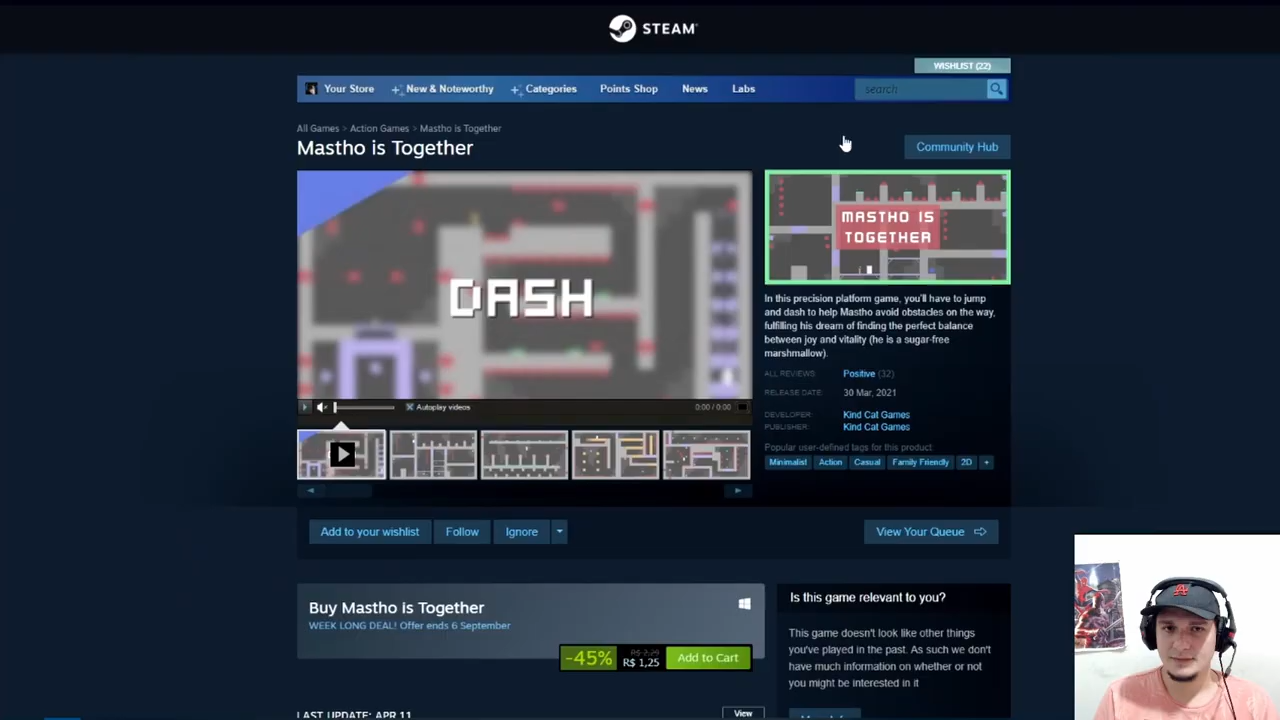 STEAM
WISHLIST (22)
Your Store
New & Noteworthy
Categories
Points Shop
News
Labs
search
All Games > Action Games > Mastho is Together
Mastho is Together
Community Hub
DASH
MASTHO IS
TOGETHER
In this precision platform game, you'll have to jump
and dash to help Mastho avoid obstacles on the way,
fulfilling his dream of finding the perfect balance
between joy and vitality (he is a sugar-free
marshmallow).
ALL REVIEWS: Positive (32)
RELEASE DATE: 30 Mar, 2021
DEVELOPER: Kind Cat Games
PUBLISHER: Kind Cat Games
Popular user-defined tags for this product:
Minimalist Action Casual Family Friendly 2D +
Autoplay videos
0:00 / 0:00
Add to your wishlist
Follow
Ignore
View Your Queue
Buy Mastho is Together
WEEK LONG DEAL! Offer ends 6 September
-45%
R$ 2,29
R$ 1,25
Add to Cart
Is this game relevant to you?
This game doesn't look like other things
you've played in the past. As such we don't
have much information on whether or not
you might be interested in it
LAST UPDATE: APR 11
View